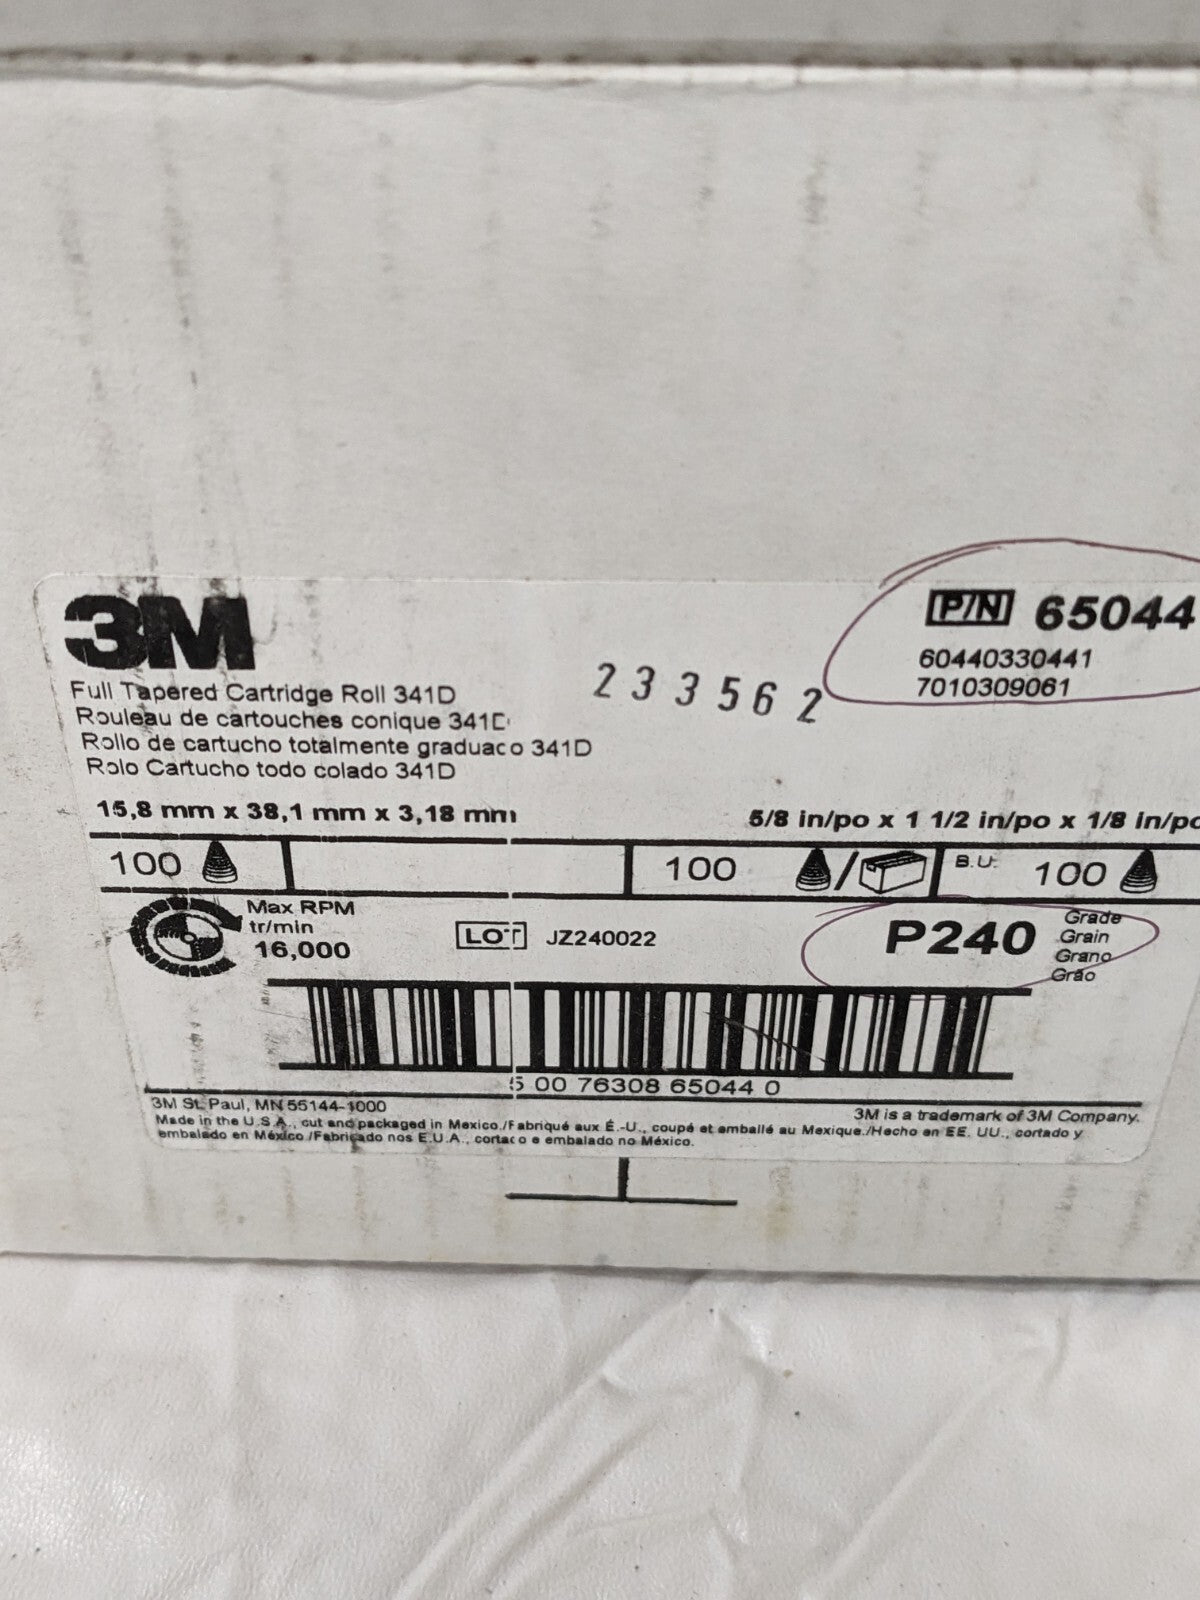 3M
P/N 65044
60440330441
7010309061
233562
Full Tapered Cartridge Roll 341D
Rouleau de cartouches conique 341D
Rollo de cartucho totalmente graduaco 341D
Rolo Cartucho todo colado 341D
15,8 mm x 38,1 mm x 3,18 mm
5/8 in/po x 1 1/2 in/po x 1/8 in/po
100
100 /
B.U. 100
Max RPM
tr/min
16,000
LOT JZ240022
P240
Grade
Grain
Grano
Grão
5 00 76308 65044 0
3M St. Paul, MN 55144-1000
3M is a trademark of 3M Company.
Made in the U.S.A., cut and packaged in Mexico./Fabriqué aux É.-U., coupé et emballé au Mexique./Hecho en EE. UU., cortado y
embalado en México./Fabricado nos E.U.A., cortaco e embalado no México.